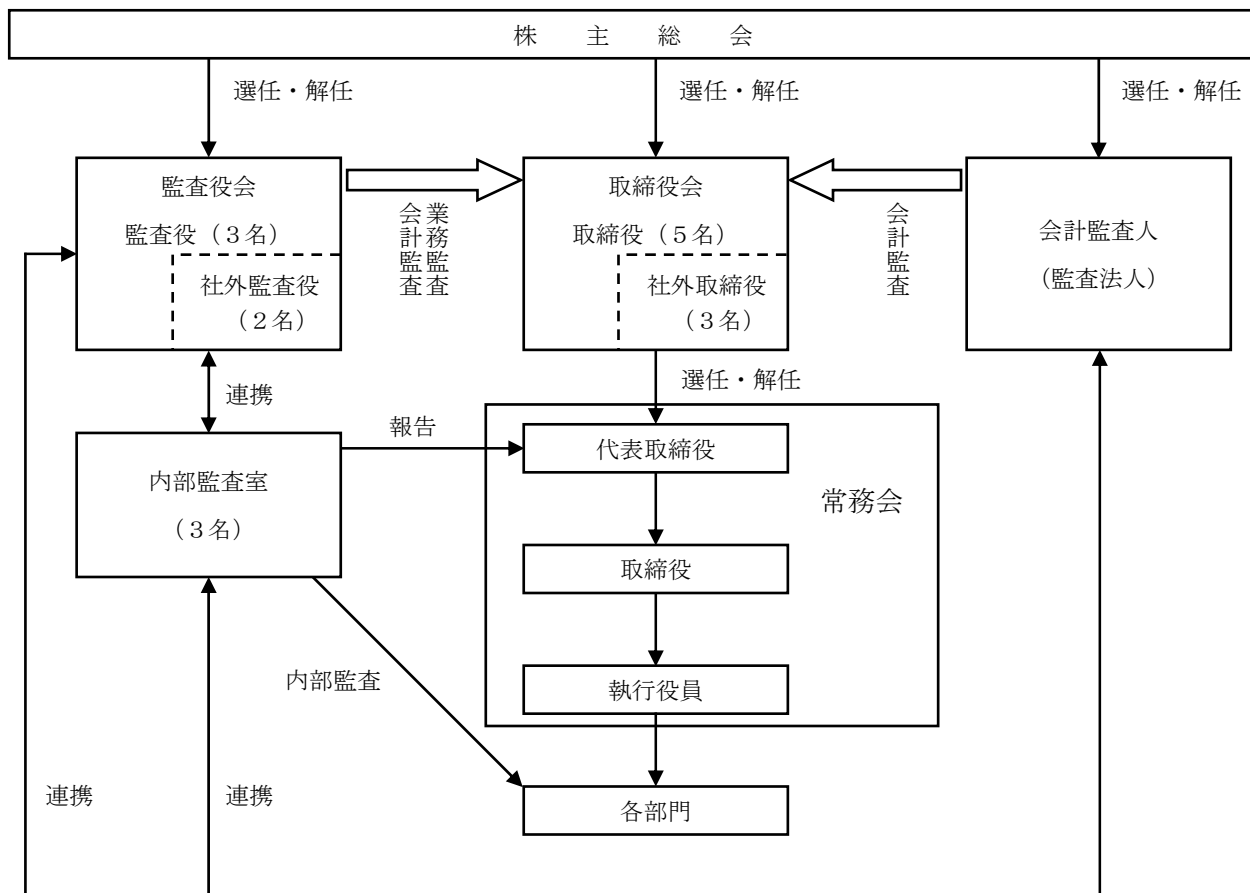 株 主 総 会
選任・解任
選任・解任
選任・解任
監査役会
監査役（３名）
社外監査役
（２名）
業務監査
会計監査
取締役会
取締役（５名）
社外取締役
（３名）
会計監査
会計監査人
（監査法人）
連携
選任・解任
内部監査室
（３名）
報告
代表取締役
常務会
取締役
執行役員
内部監査
各部門
連携
連携